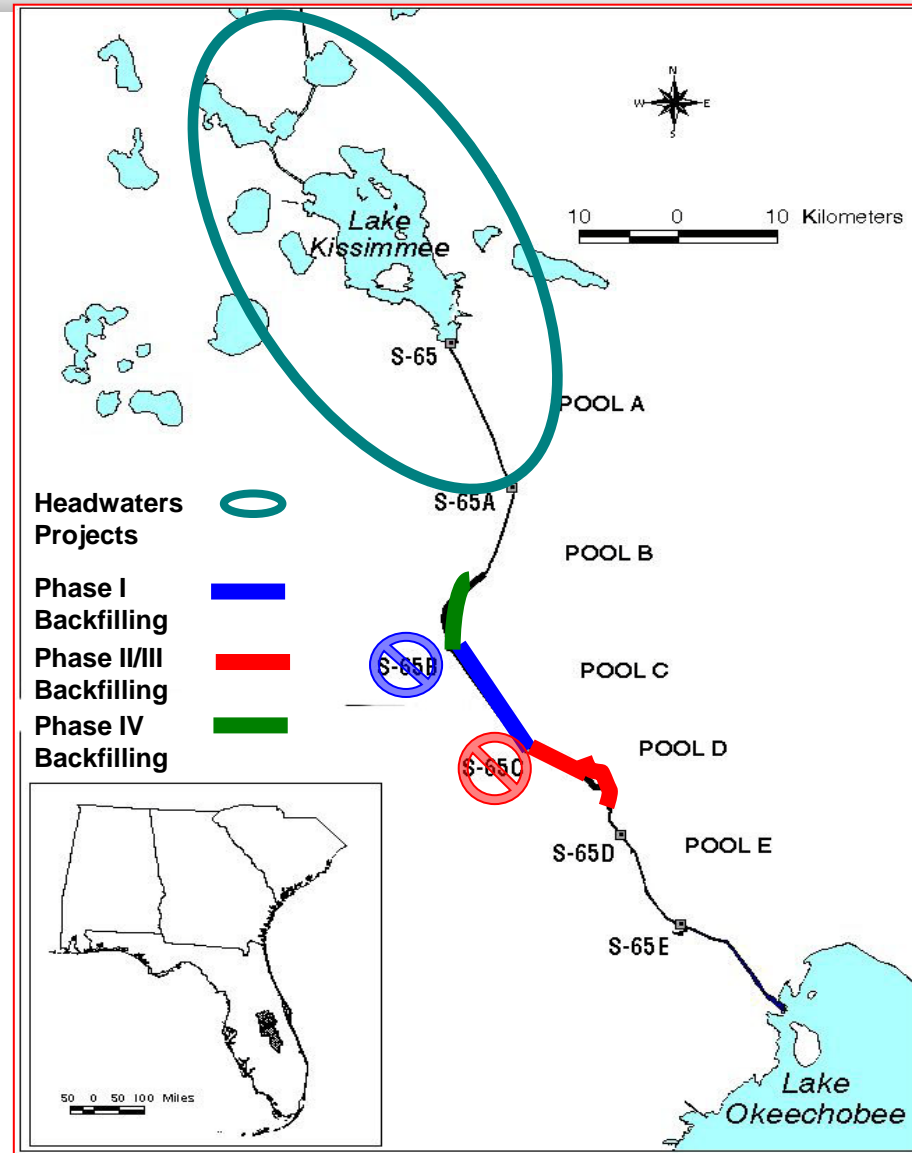 N
W
E
S
10 0 10 Kilometers
Lake
Kissimmee
S-65
POOL A
S-65A
Headwaters
Projects
POOL B
Phase I
Backfilling
S-65B
POOL C
Phase II/III
Backfilling
Phase IV
Backfilling
S-65C
POOL D
S-65D
POOL E
S-65E
50 0 50 100 Miles
Lake
Okeechobee